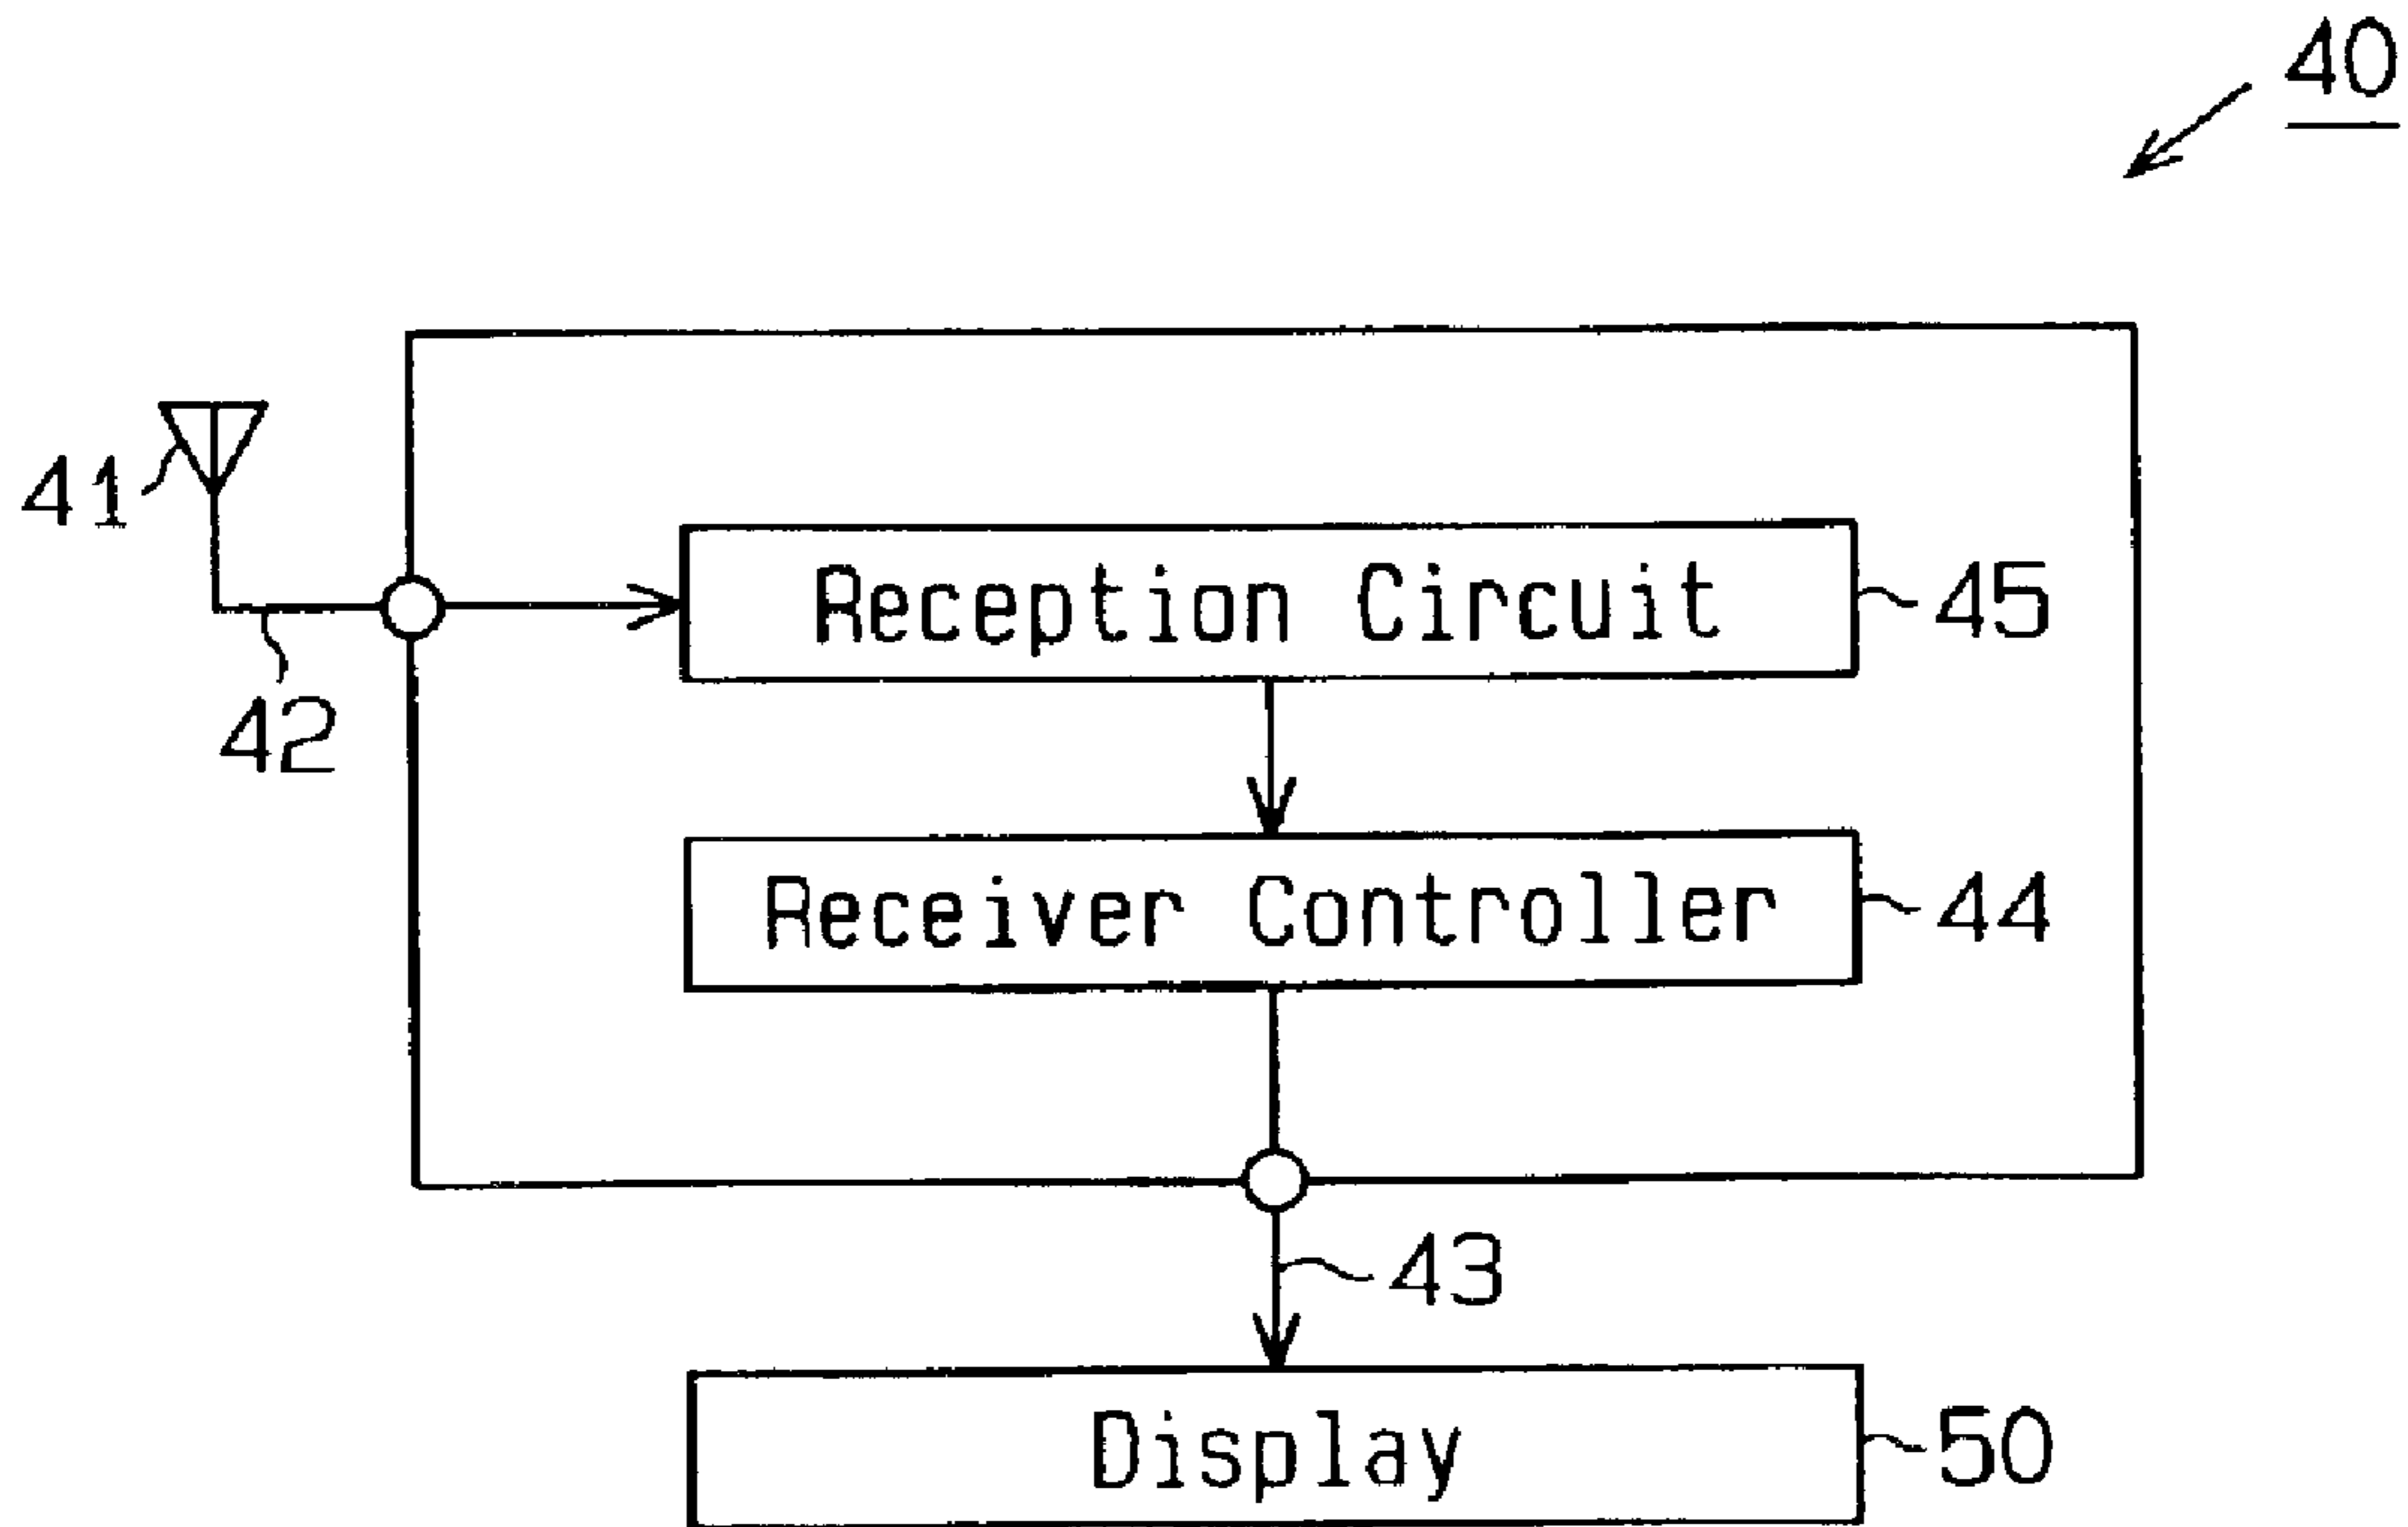 40
41
Reception Circuit 45
42
Receiver Controller 44
43
Display 50